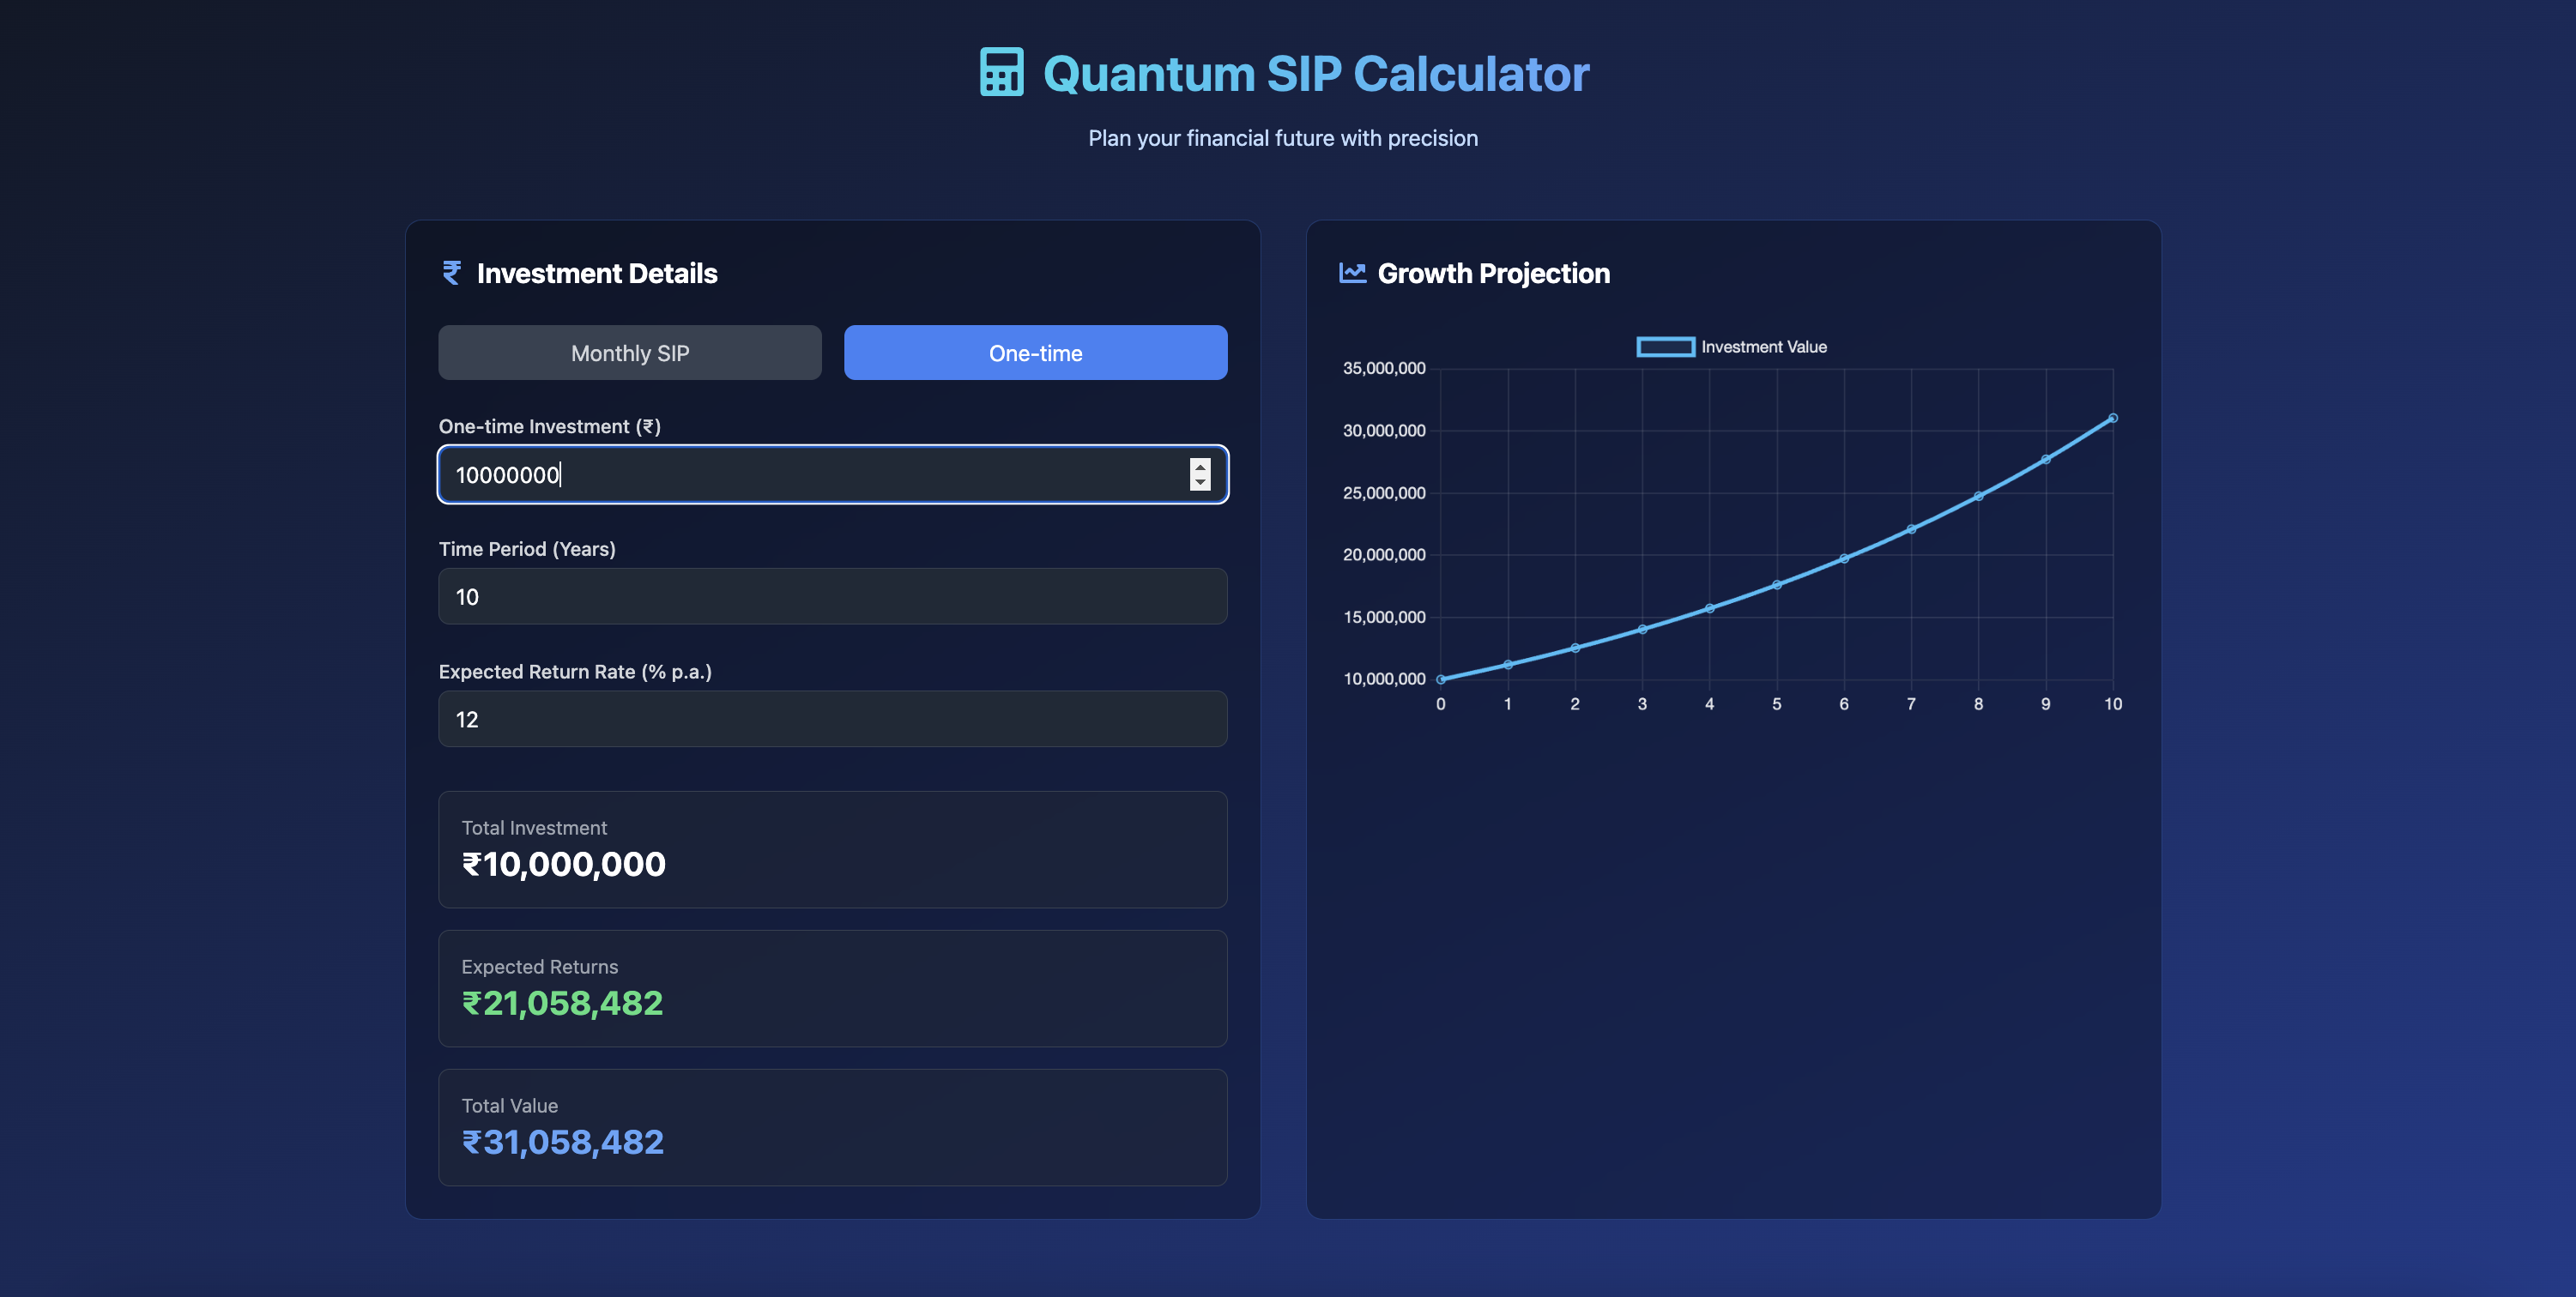 Quantum SIP Calculator
Plan your financial future with precision
₹ Investment Details
Monthly SIP
One-time
One-time Investment (₹)
10000000
Time Period (Years)
10
Expected Return Rate (% p.a.)
12
Total Investment
₹10,000,000
Expected Returns
₹21,058,482
Total Value
₹31,058,482
Growth Projection
Investment Value
35,000,000
30,000,000
25,000,000
20,000,000
15,000,000
10,000,000
0 1 2 3 4 5 6 7 8 9 10